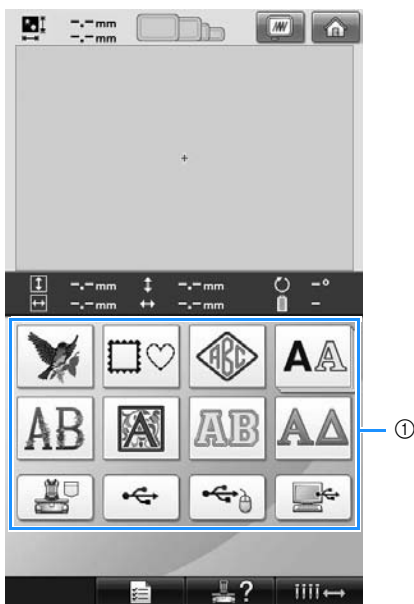 -.- mm
-.- mm
-.- mm -.- mm -°
-.- mm -.- mm -
ABC AA
AB A AB AΔ
①
?